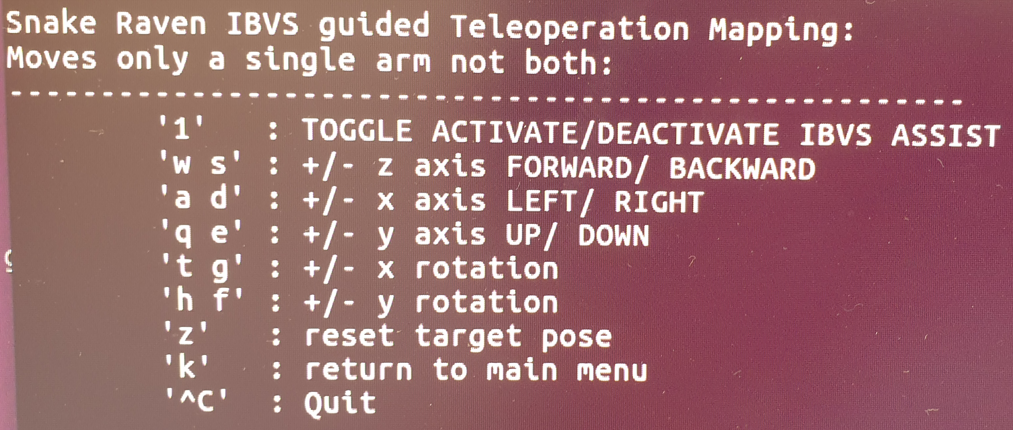 Snake Raven IBVS guided Teleoperation Mapping:
Moves only a single arm not both:
----------------------------------------------------
'1' : TOGGLE ACTIVATE/DEACTIVATE IBVS ASSIST
'w s' : +/- z axis FORWARD/ BACKWARD
'a d' : +/- x axis LEFT/ RIGHT
'q e' : +/- y axis UP/ DOWN
't g' : +/- x rotation
'h f' : +/- y rotation
'z' : reset target pose
'k' : return to main menu
'^C' : Quit